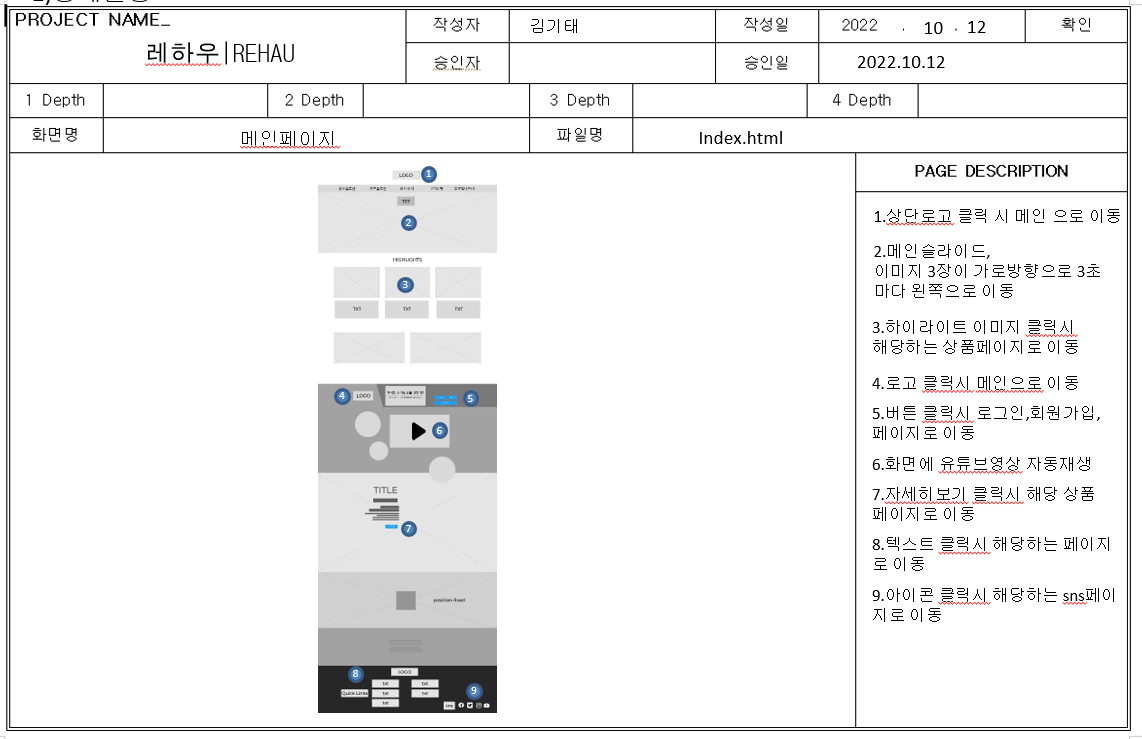 PROJECT NAME_
레하우|REHAU
작성자
김기태
작성일
2022 . 10 . 12
확인
승인자
승인일
2022.10.12
1 Depth
2 Depth
3 Depth
4 Depth
화면명
메인페이지
파일명
Index.html
PAGE DESCRIPTION
1.상단로고 클릭 시 메인 으로 이동
2.메인슬라이드,
이미지 3장이 가로방향으로 3초
마다 왼쪽으로 이동
3.하이라이트 이미지 클릭시
해당하는 상품페이지로 이동
4.로고 클릭시 메인으로 이동
5.버튼 클릭시 로그인,회원가입,
페이지로 이동
6.화면에 유튜브영상 자동재생
7.자세히보기 클릭시 해당 상품
페이지로 이동
8.텍스트 클릭시 해당하는 페이지
로 이동
9.아이콘 클릭시 해당하는 sns페이
지로 이동
LOGO
1
TXT
2
HIGHLIGHTS
3
TXT
TXT
TXT
4
LOGO
5
6
TITLE
7
position-fixed
8
LOGO
txt
txt
Quick Links
txt
txt
9
txt